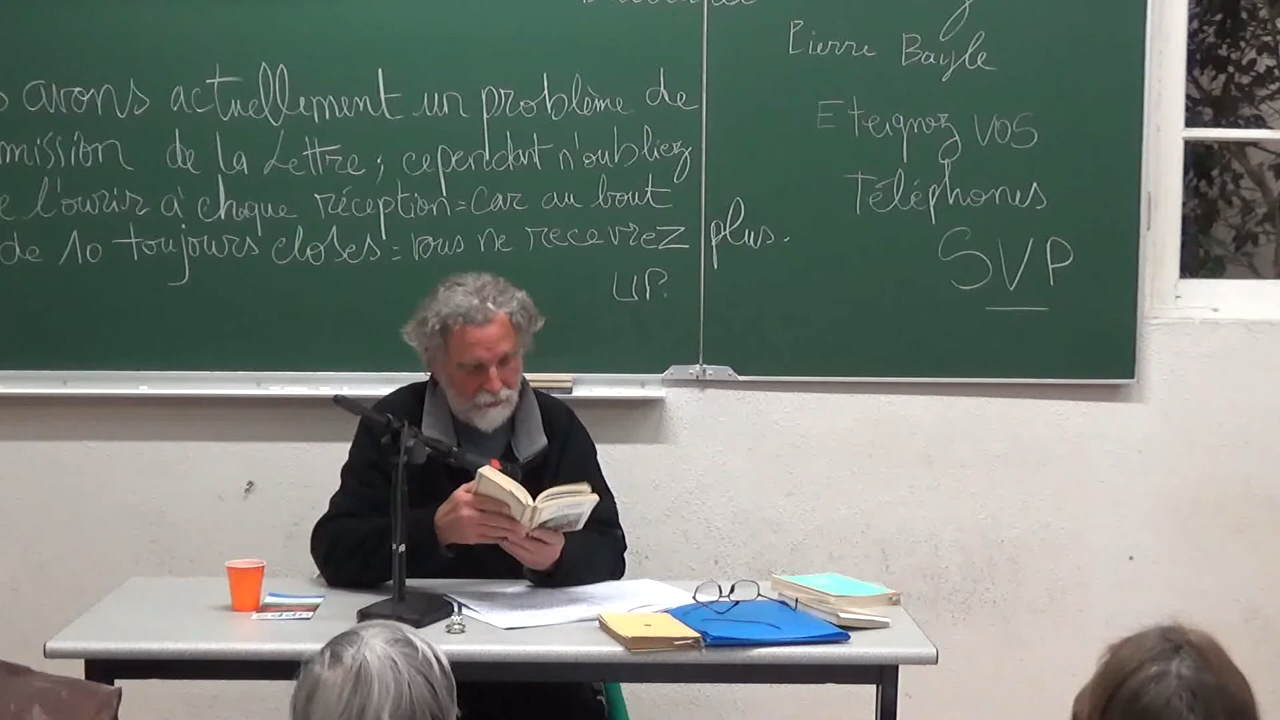 avons actuellement un problème de
mission de la Lettre ; cependant n'oubliez
l'ouvrir à chaque réception = car au bout
de 10 toujours closes = vous ne recevrez plus.
UP.
Pierre Bayle
Eteignez vos
Téléphones
SVP